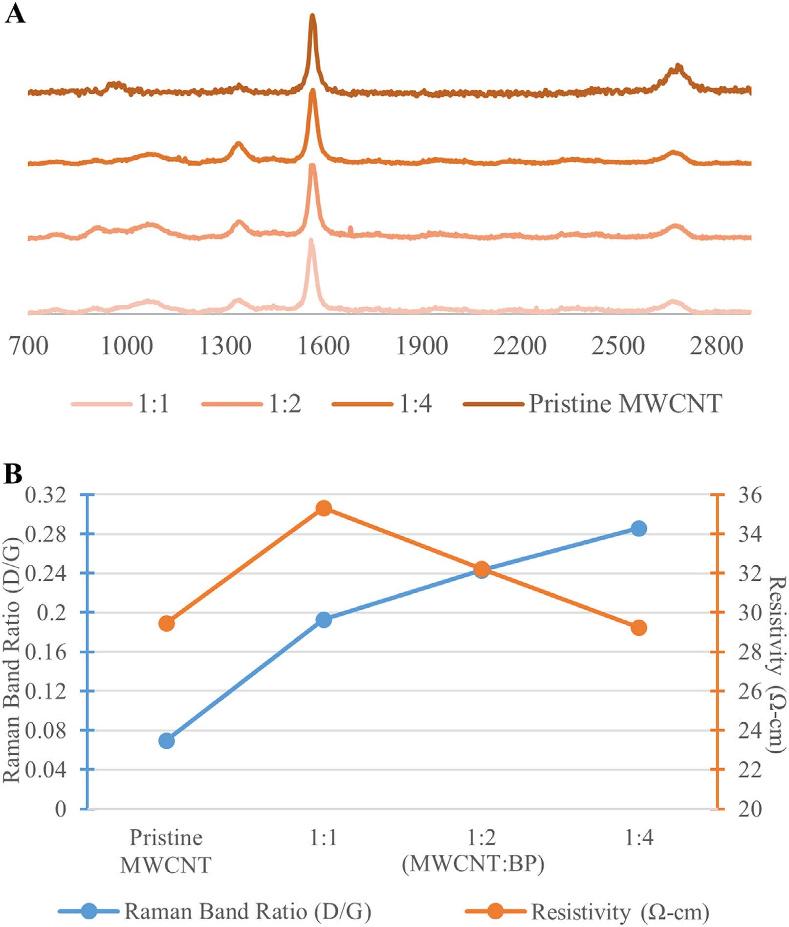 A
700 1000 1300 1600 1900 2200 2500 2800
1:1 1:2 1:4 Pristine MWCNT
B
Raman Band Ratio (D/G)
0.32
0.28
0.24
0.2
0.16
0.12
0.08
0.04
0
36
34
32
30
28
26
24
22
20
Resistivity (Ω-cm)
Pristine 1:1 1:2 1:4
MWCNT (MWCNT:BP)
Raman Band Ratio (D/G) Resistivity (Ω-cm)